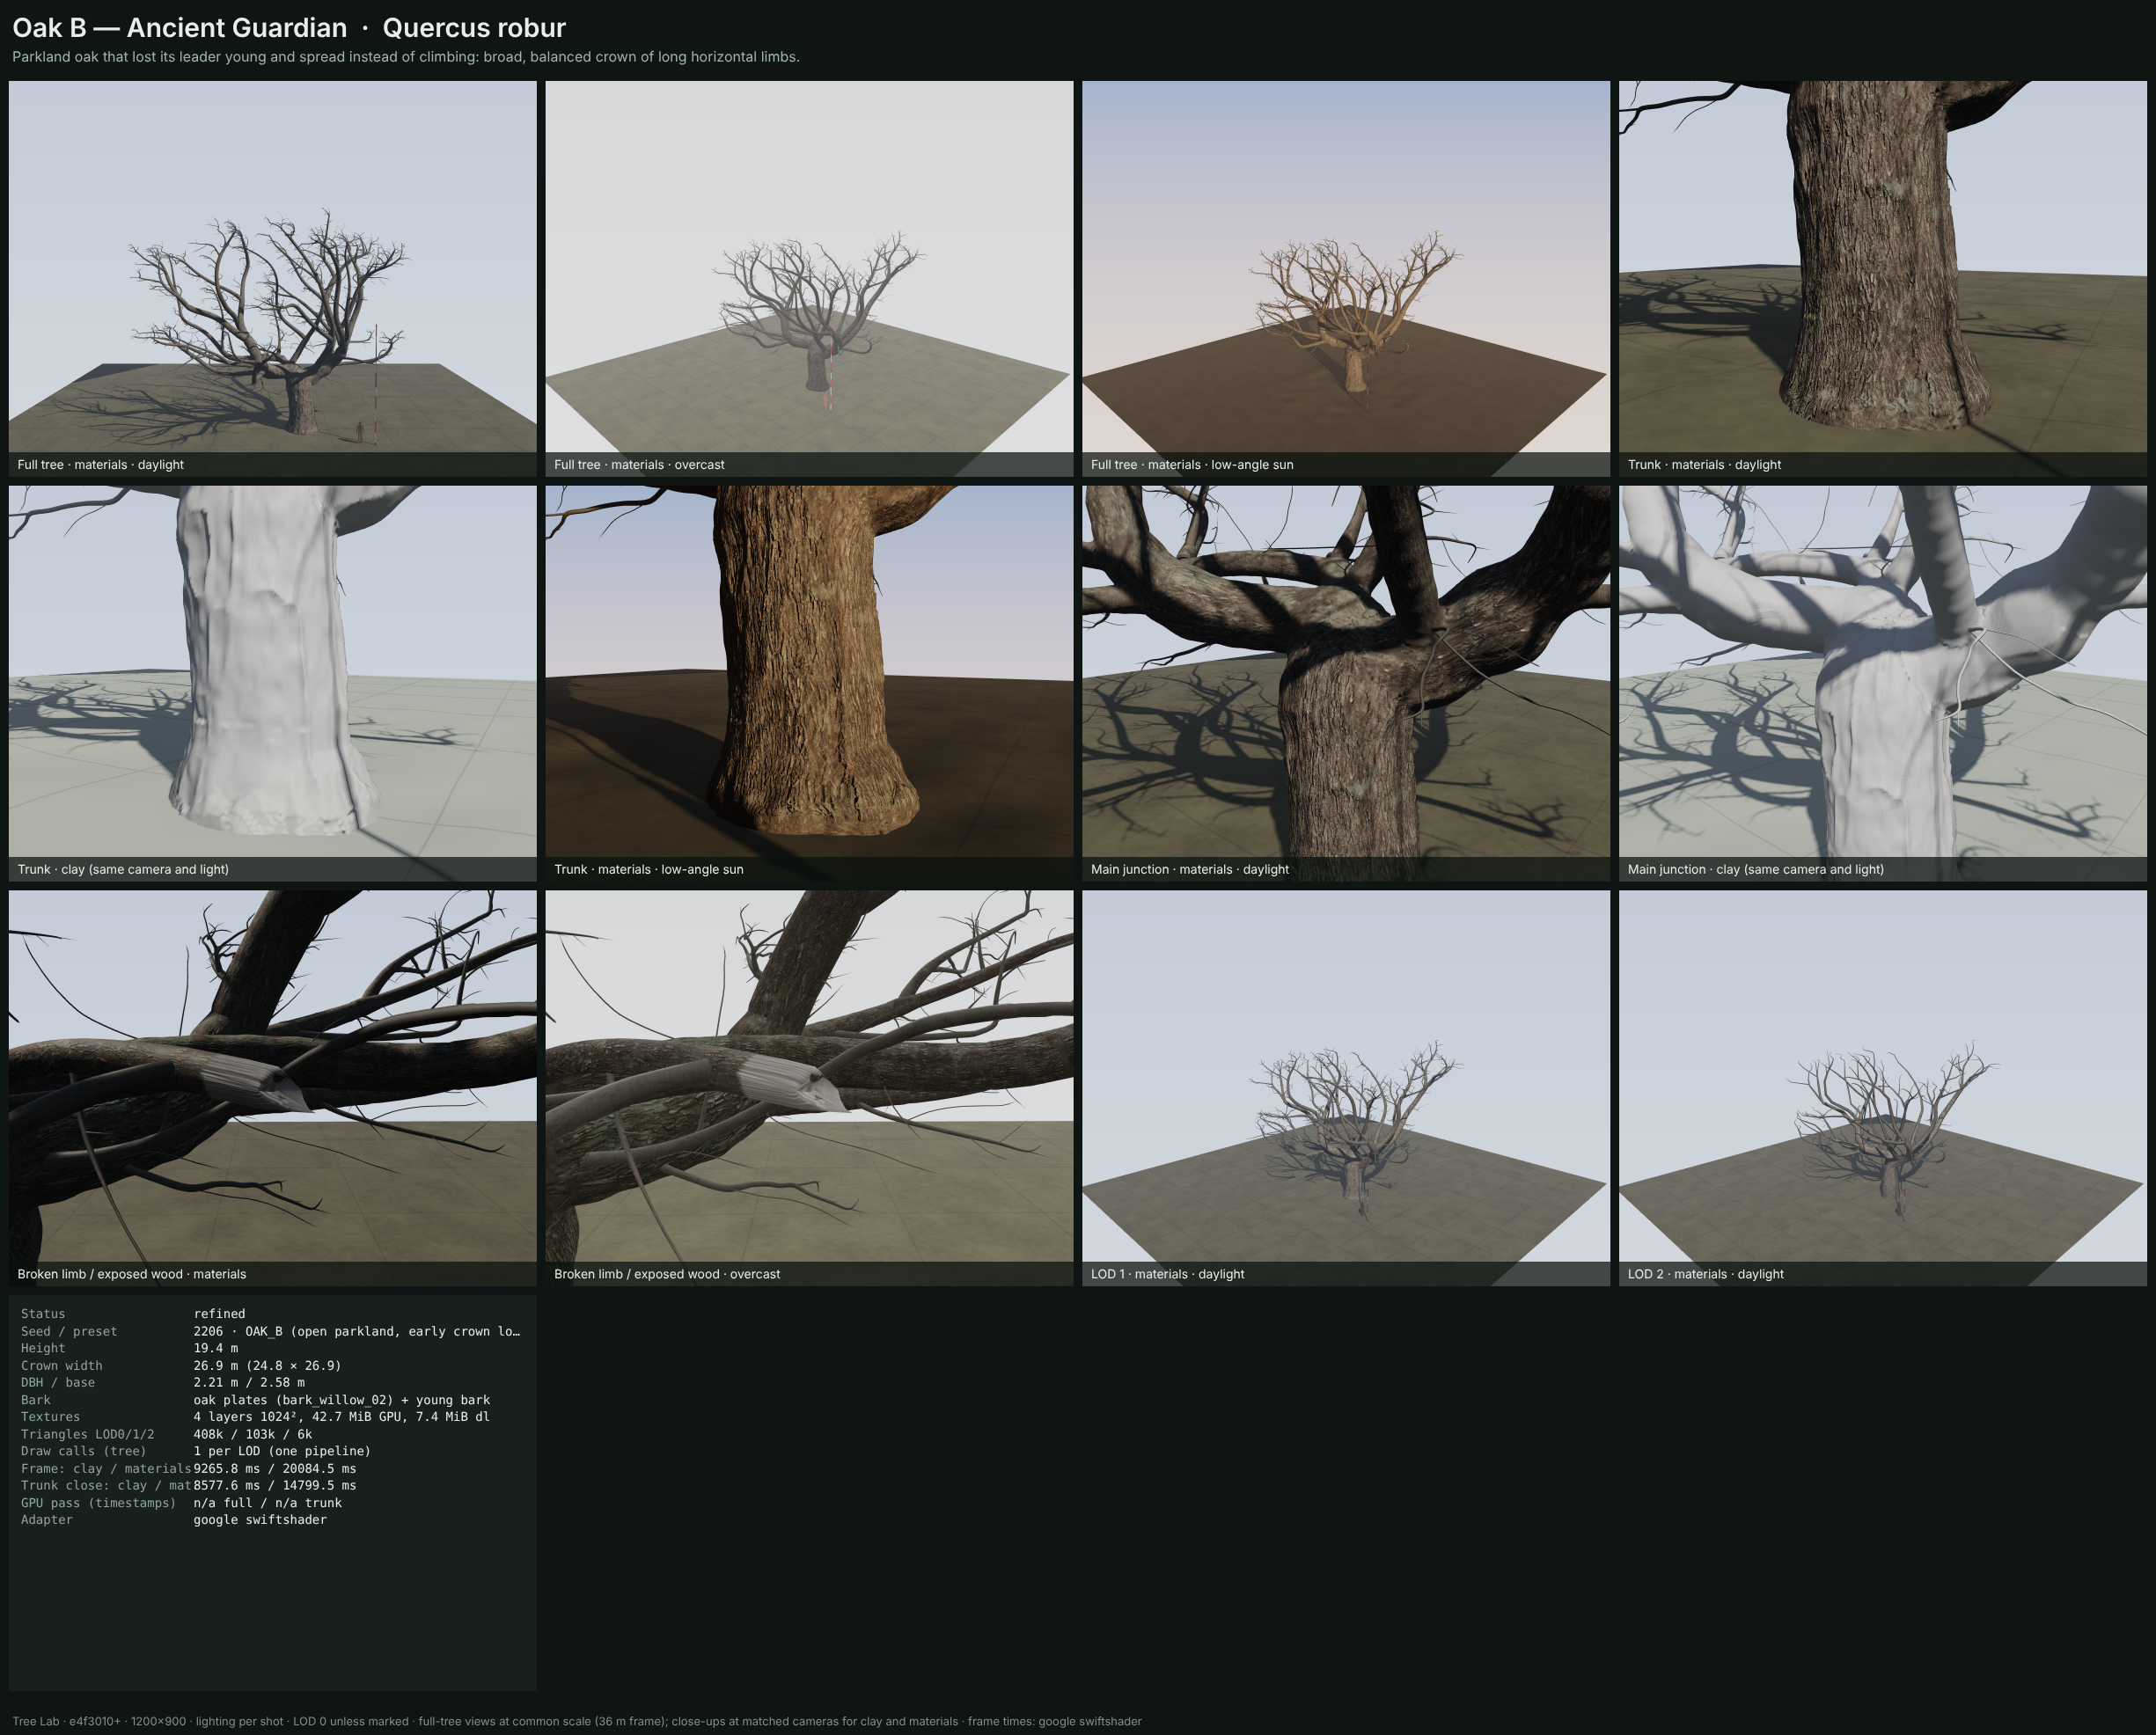 Oak B — Ancient Guardian · Quercus robur
Parkland oak that lost its leader young and spread instead of climbing: broad, balanced crown of long horizontal limbs.
Full tree · materials · daylight
Full tree · materials · overcast
Full tree · materials · low-angle sun
Trunk · materials · daylight
Trunk · clay (same camera and light)
Trunk · materials · low-angle sun
Main junction · materials · daylight
Main junction · clay (same camera and light)
Broken limb / exposed wood · materials
Broken limb / exposed wood · overcast
LOD 1 · materials · daylight
LOD 2 · materials · daylight
Status refined
Seed / preset 2206 · OAK_B (open parkland, early crown lo…
Height 19.4 m
Crown width 26.9 m (24.8 × 26.9)
DBH / base 2.21 m / 2.58 m
Bark oak plates (bark_willow_02) + young bark
Textures 4 layers 1024², 42.7 MiB GPU, 7.4 MiB dl
Triangles LOD0/1/2 408k / 103k / 6k
Draw calls (tree) 1 per LOD (one pipeline)
Frame: clay / materials 9265.8 ms / 20084.5 ms
Trunk close: clay / mat 8577.6 ms / 14799.5 ms
GPU pass (timestamps) n/a full / n/a trunk
Adapter google swiftshader
Tree Lab · e4f3010+ · 1200×900 · lighting per shot · LOD 0 unless marked · full-tree views at common scale (36 m frame); close-ups at matched cameras for clay and materials · frame times: google swiftshader